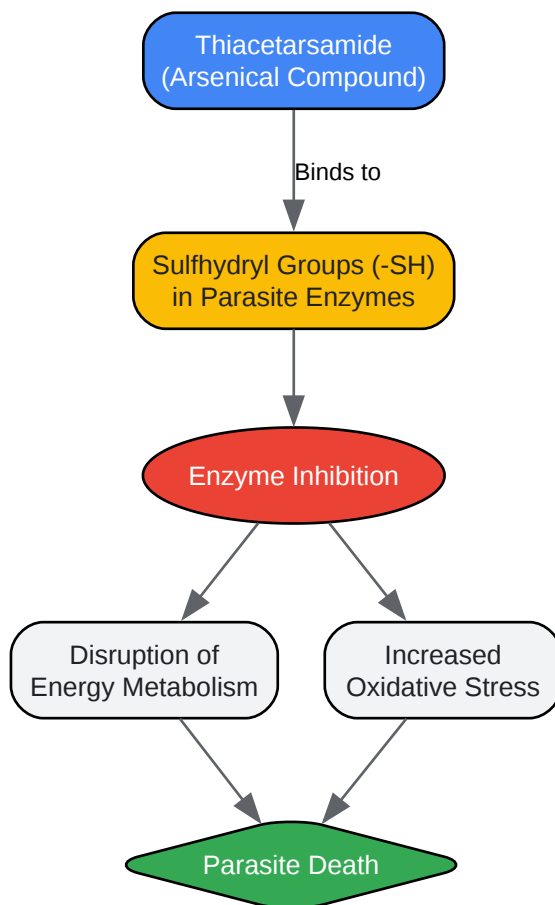 Thiacetarsamide
(Arsenical Compound)
Binds to
Sulfhydryl Groups (-SH)
in Parasite Enzymes
Enzyme Inhibition
Disruption of
Energy Metabolism
Increased
Oxidative Stress
Parasite Death